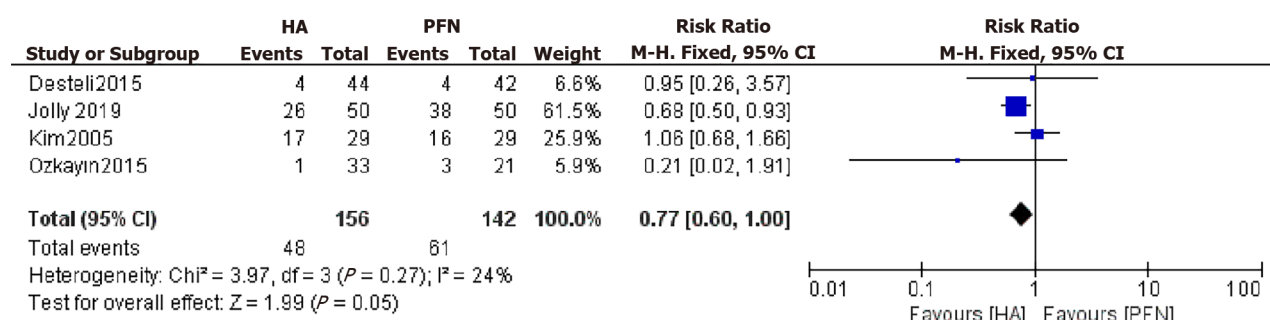 HA PFN Risk Ratio Risk Ratio
Study or Subgroup Events Total Events Total Weight M-H. Fixed, 95% CI M-H. Fixed, 95% CI
Desteli2015 4 44 4 42 6.6% 0.95 [0.26, 3.57]
Jolly 2019 26 50 38 50 61.5% 0.68 [0.50, 0.93]
Kim2005 17 29 16 29 25.9% 1.06 [0.68, 1.66]
Ozkayın2015 1 33 3 21 5.9% 0.21 [0.02, 1.91]
Total (95% CI) 156 142 100.0% 0.77 [0.60, 1.00]
Total events 48 61
Heterogeneity: Chi² = 3.97, df = 3 (P = 0.27); I² = 24%
Test for overall effect: Z = 1.99 (P = 0.05)
0.01 0.1 1 10 100
Favours [HA] Favours [PFN]